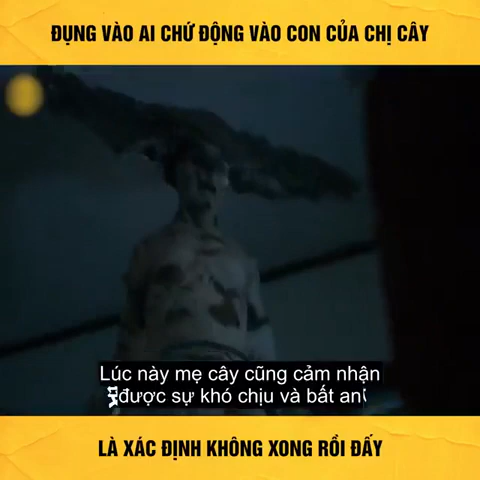 ĐỤNG VÀO AI CHỨ ĐỘNG VÀO CON CỦA CHỊ CÂY
Lúc này mẹ cây cũng cảm nhận
được sự khó chịu và bất an
LÀ XÁC ĐỊNH KHÔNG XONG RỒI ĐẤY